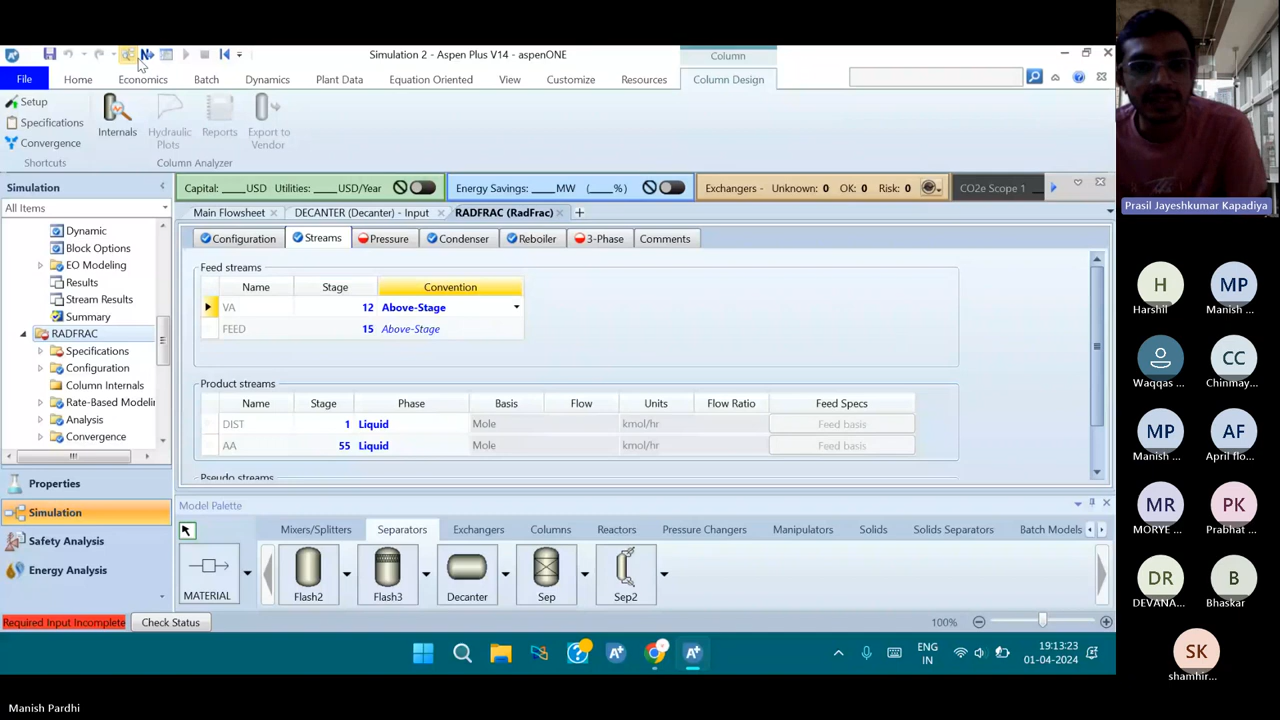 Simulation 2 - Aspen Plus V14 - aspenONE
Column
File
Home
Economics
Batch
Dynamics
Plant Data
Equation Oriented
View
Customize
Resources
Column Design
Setup
Specifications
Convergence
Shortcuts
Internals
Hydraulic
Plots
Reports
Export to
Vendor
Column Analyzer
Simulation
Capital: ____USD Utilities: ____USD/Year
Energy Savings: ____MW (____%)
Exchangers - Unknown: 0 OK: 0 Risk: 0
CO2e Scope 1
All Items
Main Flowsheet
DECANTER (Decanter) - Input
RADFRAC (RadFrac)
Dynamic
Block Options
EO Modeling
Results
Stream Results
Summary
RADFRAC
Specifications
Configuration
Column Internals
Rate-Based Modelin
Analysis
Convergence
Properties
Simulation
Safety Analysis
Energy Analysis
Configuration
Streams
Pressure
Condenser
Reboiler
3-Phase
Comments
Feed streams
Name Stage Convention
VA 12 Above-Stage
FEED 15 Above-Stage
Product streams
Name Stage Phase Basis Flow Units Flow Ratio Feed Specs
DIST 1 Liquid Mole kmol/hr Feed basis
AA 55 Liquid Mole kmol/hr Feed basis
Pseudo streams
Model Palette
Mixers/Splitters
Separators
Exchangers
Columns
Reactors
Pressure Changers
Manipulators
Solids
Solids Separators
Batch Models
MATERIAL
Flash2
Flash3
Decanter
Sep
Sep2
Required Input Incomplete
Check Status
100%
ENG
IN
19:13:23
01-04-2024
Prasil Jayeshkumar Kapadiya
H
Harshil
MP
Manish ...
Waqqas ...
CC
Chinmay...
MP
Manish ...
AF
April flo...
MR
MORYE ...
PK
Prabhat ...
DR
DEVANA...
B
Bhaskar
SK
shamhir...
Manish Pardhi